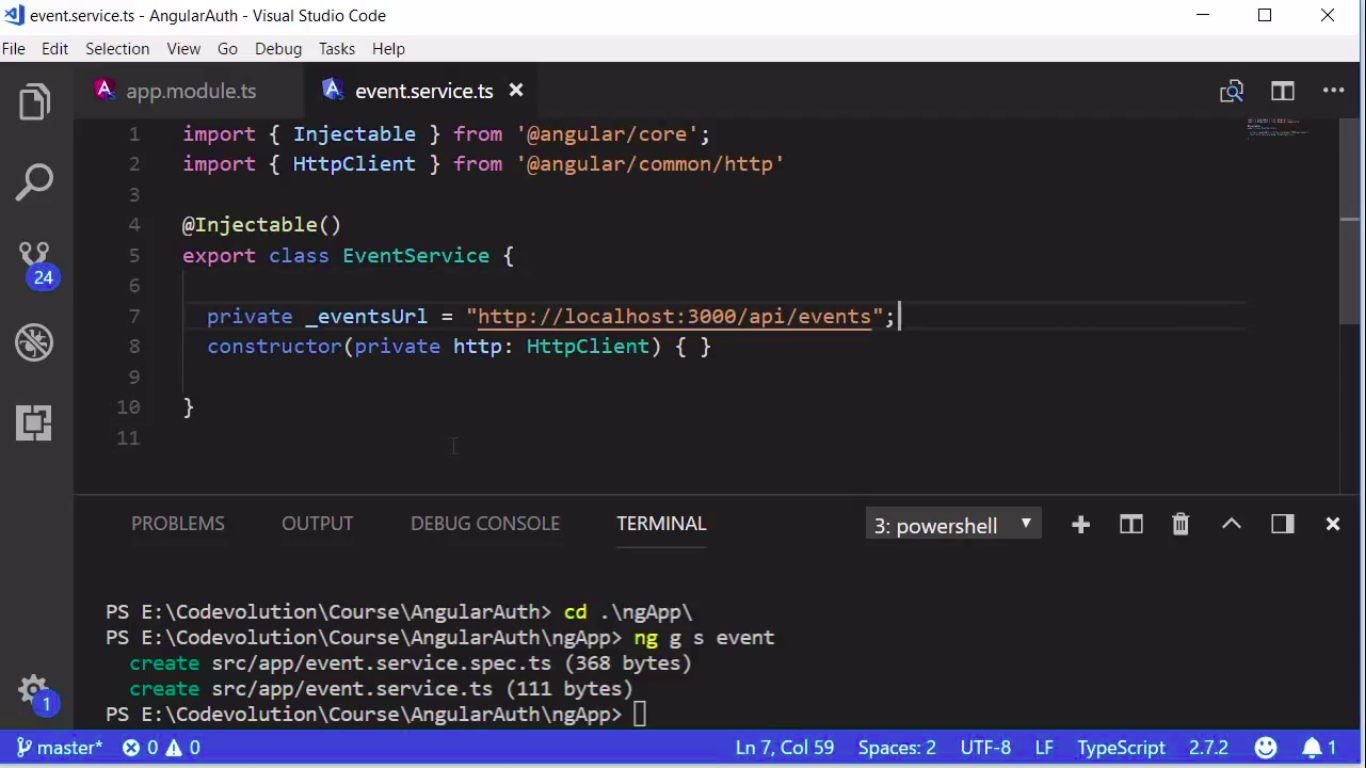 event.service.ts - AngularAuth - Visual Studio Code
File Edit Selection View Go Debug Tasks Help
app.module.ts event.service.ts
1 import { Injectable } from '@angular/core';
2 import { HttpClient } from '@angular/common/http'
3
4 @Injectable()
5 export class EventService {
6
7 private _eventsUrl = "http://localhost:3000/api/events";
8 constructor(private http: HttpClient) { }
9
10 }
11
24
PROBLEMS OUTPUT DEBUG CONSOLE TERMINAL 3: powershell
PS E:\Codevolution\Course\AngularAuth> cd .\ngApp\
PS E:\Codevolution\Course\AngularAuth\ngApp> ng g s event
create src/app/event.service.spec.ts (368 bytes)
create src/app/event.service.ts (111 bytes)
PS E:\Codevolution\Course\AngularAuth\ngApp>
1
master* 0 0 Ln 7, Col 59 Spaces: 2 UTF-8 LF TypeScript 2.7.2 1